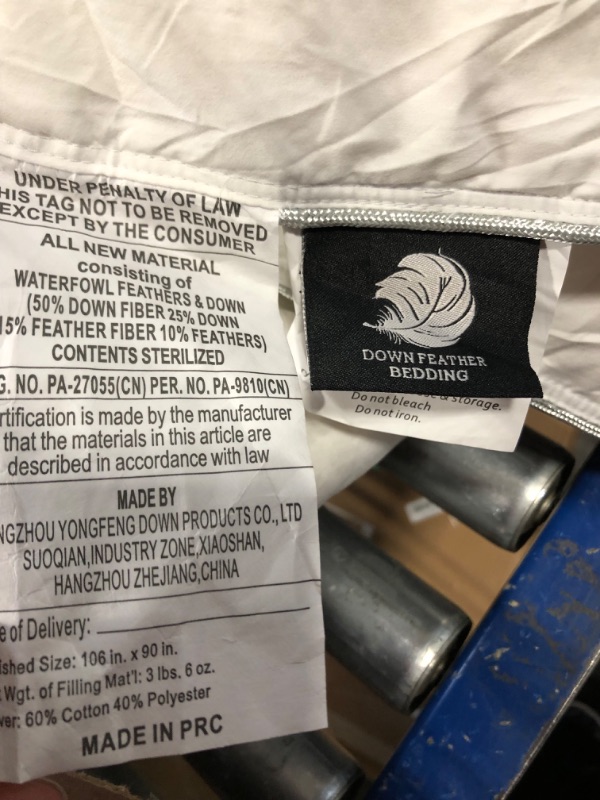 UNDER PENALTY OF LAW
HIS TAG NOT TO BE REMOVED
EXCEPT BY THE CONSUMER
ALL NEW MATERIAL
consisting of
WATERFOWL FEATHERS & DOWN
(50% DOWN FIBER 25% DOWN
15% FEATHER FIBER 10% FEATHERS)
CONTENTS STERILIZED
G. NO. PA-27055(CN) PER. NO. PA-9810(CN)
rtification is made by the manufacturer
that the materials in this article are
described in accordance with law
MADE BY
NGZHOU YONGFENG DOWN PRODUCTS CO., LTD
SUOQIAN,INDUSTRY ZONE,XIAOSHAN,
HANGZHOU ZHEJIANG,CHINA
e of Delivery:
ished Size: 106 in. x 90 in.
Wgt. of Filling Mat'l: 3 lbs. 6 oz.
ver: 60% Cotton 40% Polyester
MADE IN PRC
DOWN FEATHER
BEDDING
& storage.
Do not bleach
Do not iron.